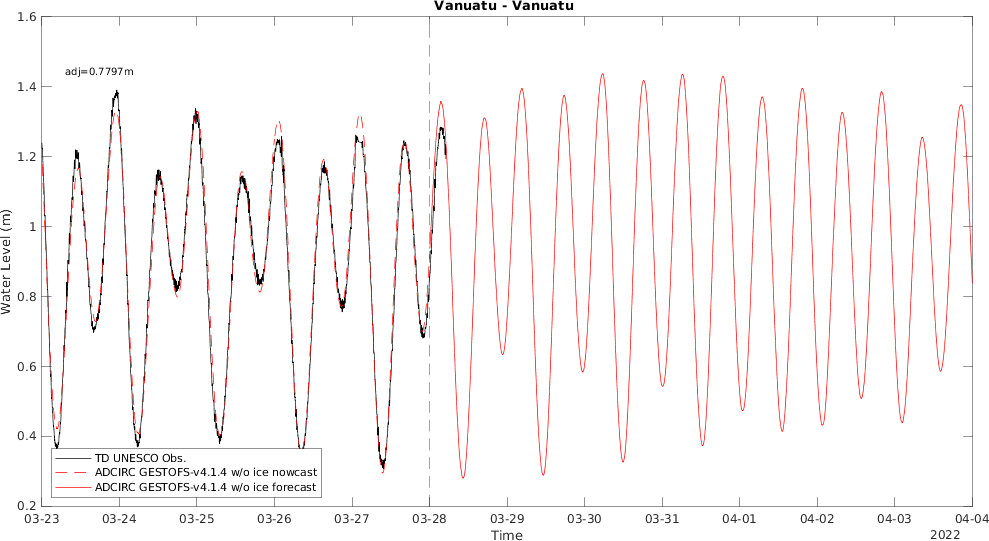 Vanuatu - Vanuatu
1.6
1.4
1.2
1
0.8
0.6
0.4
0.2
Water Level (m)
adj=0.7797m
TD UNESCO Obs.
ADCIRC GESTOFS-v4.1.4 w/o ice nowcast
ADCIRC GESTOFS-v4.1.4 w/o ice forecast
03-23 03-24 03-25 03-26 03-27 03-28 03-29 03-30 03-31 04-01 04-02 04-03 04-04
Time
2022